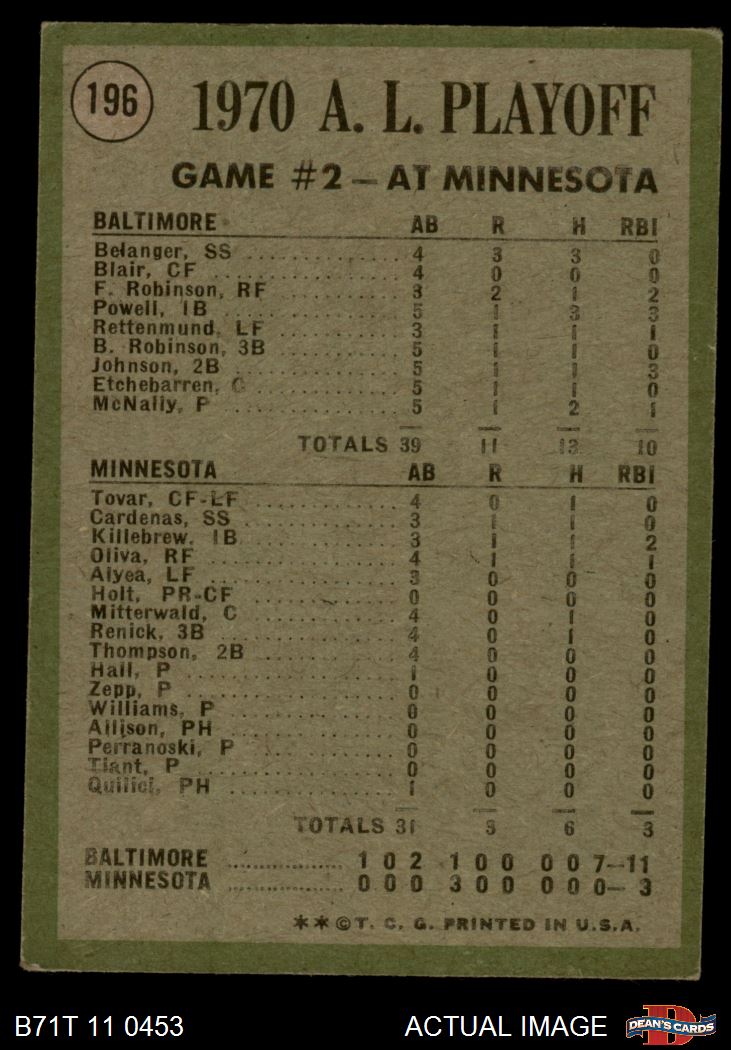 196
1970 A. L. PLAYOFF
GAME #2 — AT MINNESOTA
BALTIMORE AB R H RBI
Belanger, SS 4 3 3 0
Blair, CF 4 0 0 0
F. Robinson, RF 3 2 1 2
Powell, 1B 5 1 3 3
Rettenmund, LF 3 1 1 1
B. Robinson, 3B 5 1 1 0
Johnson, 2B 5 1 1 3
Etchebarren, C 5 1 1 0
McNally, P 5 1 2 1
TOTALS 39 11 13 10
MINNESOTA AB R H RBI
Tovar, CF-LF 4 0 1 0
Cardenas, SS 3 1 1 0
Killebrew, 1B 3 1 1 2
Oliva, RF 4 1 1 1
Alyea, LF 3 0 0 0
Holt, PR-CF 0 0 0 0
Mitterwald, C 4 0 1 0
Renick, 3B 4 0 1 0
Thompson, 2B 4 0 0 0
Hall, P 1 0 0 0
Zepp, P 0 0 0 0
Williams, P 0 0 0 0
Allison, PH 0 0 0 0
Perranoski, P 0 0 0 0
Tiant, P 0 0 0 0
Quilici, PH 1 0 0 0
TOTALS 31 3 6 3
BALTIMORE 1 0 2 1 0 0 0 0 7—11
MINNESOTA 0 0 0 3 0 0 0 0 0— 3
**©T. C. G. PRINTED IN U.S.A.
B71T 11 0453 ACTUAL IMAGE DEAN'S CARDS